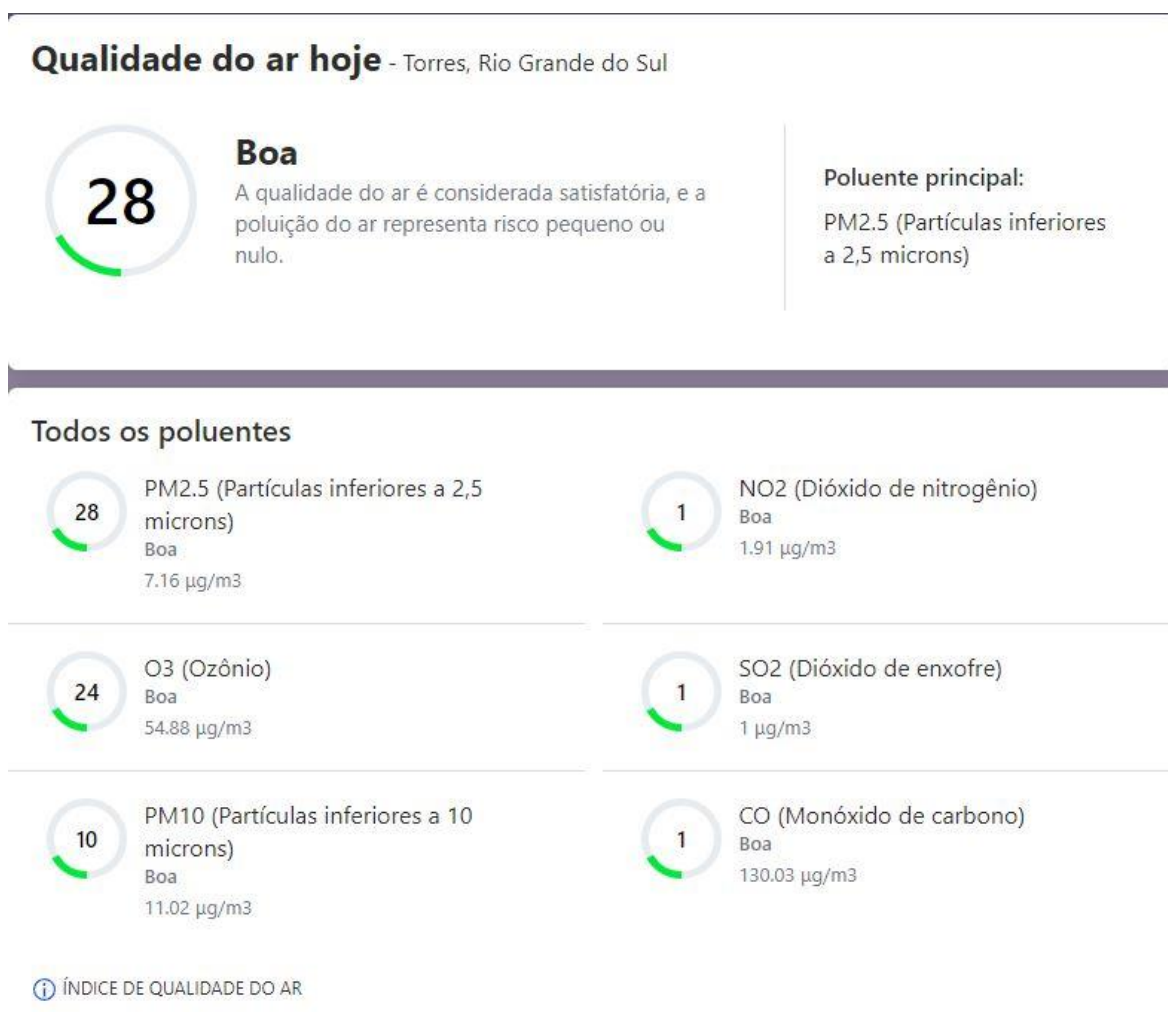 Qualidade do ar hoje - Torres, Rio Grande do Sul
28
Boa
A qualidade do ar é considerada satisfatória, e a
poluição do ar representa risco pequeno ou
nulo.
Poluente principal:
PM2.5 (Partículas inferiores
a 2,5 microns)
Todos os poluentes
28
PM2.5 (Partículas inferiores a 2,5
microns)
Boa
7.16 µg/m3
1
NO2 (Dióxido de nitrogênio)
Boa
1.91 µg/m3
24
O3 (Ozônio)
Boa
54.88 µg/m3
1
SO2 (Dióxido de enxofre)
Boa
1 µg/m3
10
PM10 (Partículas inferiores a 10
microns)
Boa
11.02 µg/m3
1
CO (Monóxido de carbono)
Boa
130.03 µg/m3
i ÍNDICE DE QUALIDADE DO AR